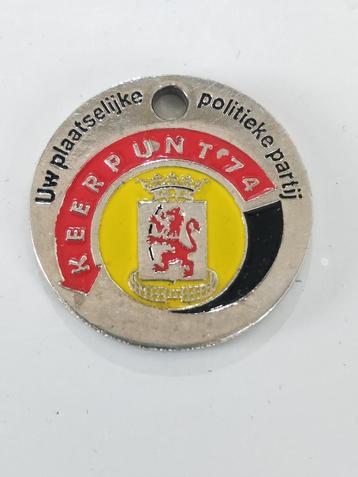 Uw plaatselijke politieke partij
KEERPUNT '74